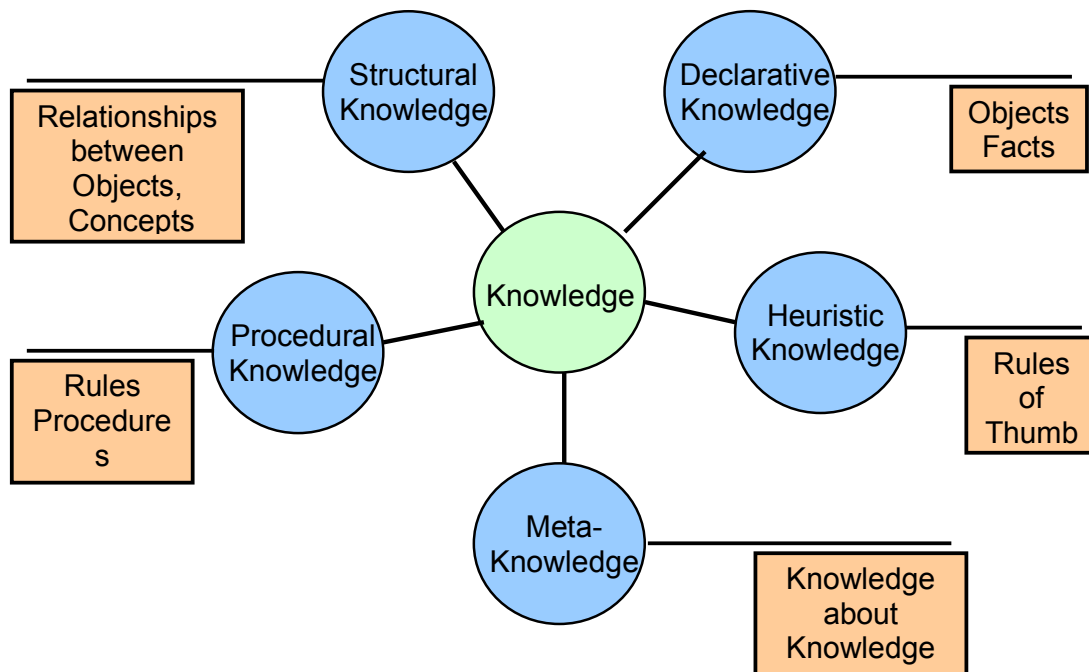 Structural
Knowledge
Declarative
Knowledge
Relationships
between
Objects,
Concepts
Objects
Facts
Knowledge
Procedural
Knowledge
Heuristic
Knowledge
Rules
Procedure
s
Rules
of
Thumb
Meta-
Knowledge
Knowledge
about
Knowledge